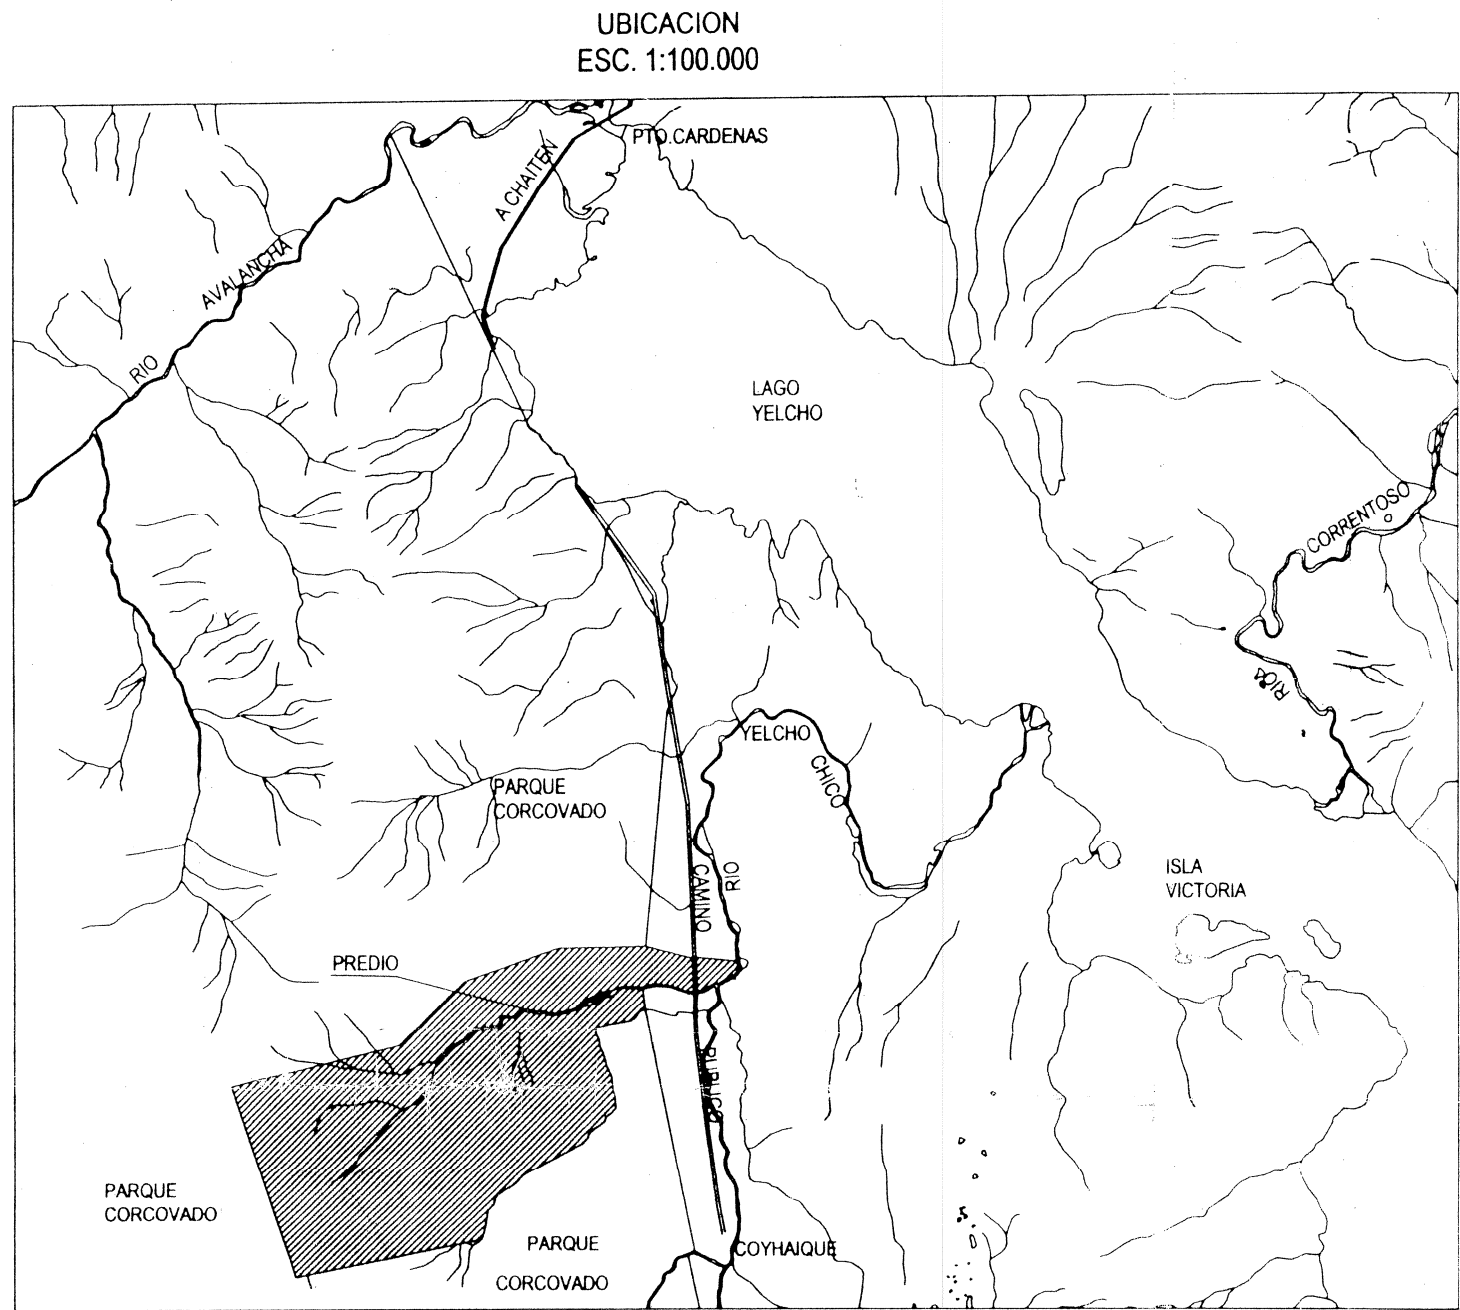 UBICACION
ESC. 1:100.000
PTO.CARDENAS
A CHAITEN
AVALANCHA
RIO
LAGO
YELCHO
CORRENTOSO
RIO
YELCHO
CHICO
PARQUE
CORCOVADO
RIO
CAMINO
ISLA
VICTORIA
PREDIO
PUBLICO
PARQUE
CORCOVADO
PARQUE
CORCOVADO
COYHAIQUE